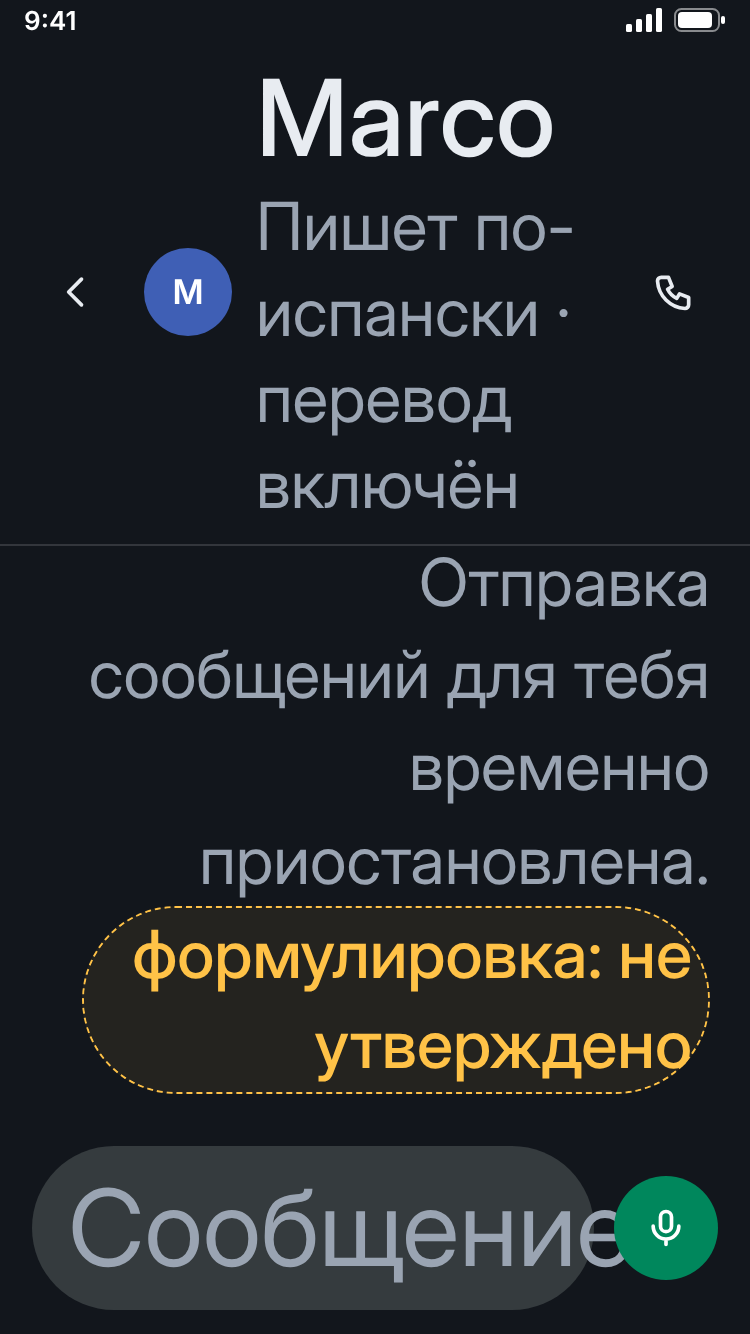 9:41
Marco
Пишет по-
испански ·
перевод
включён
M
Отправка
сообщений для тебя
временно
приостановлена.
формулировка: не
утверждено
Сообщение